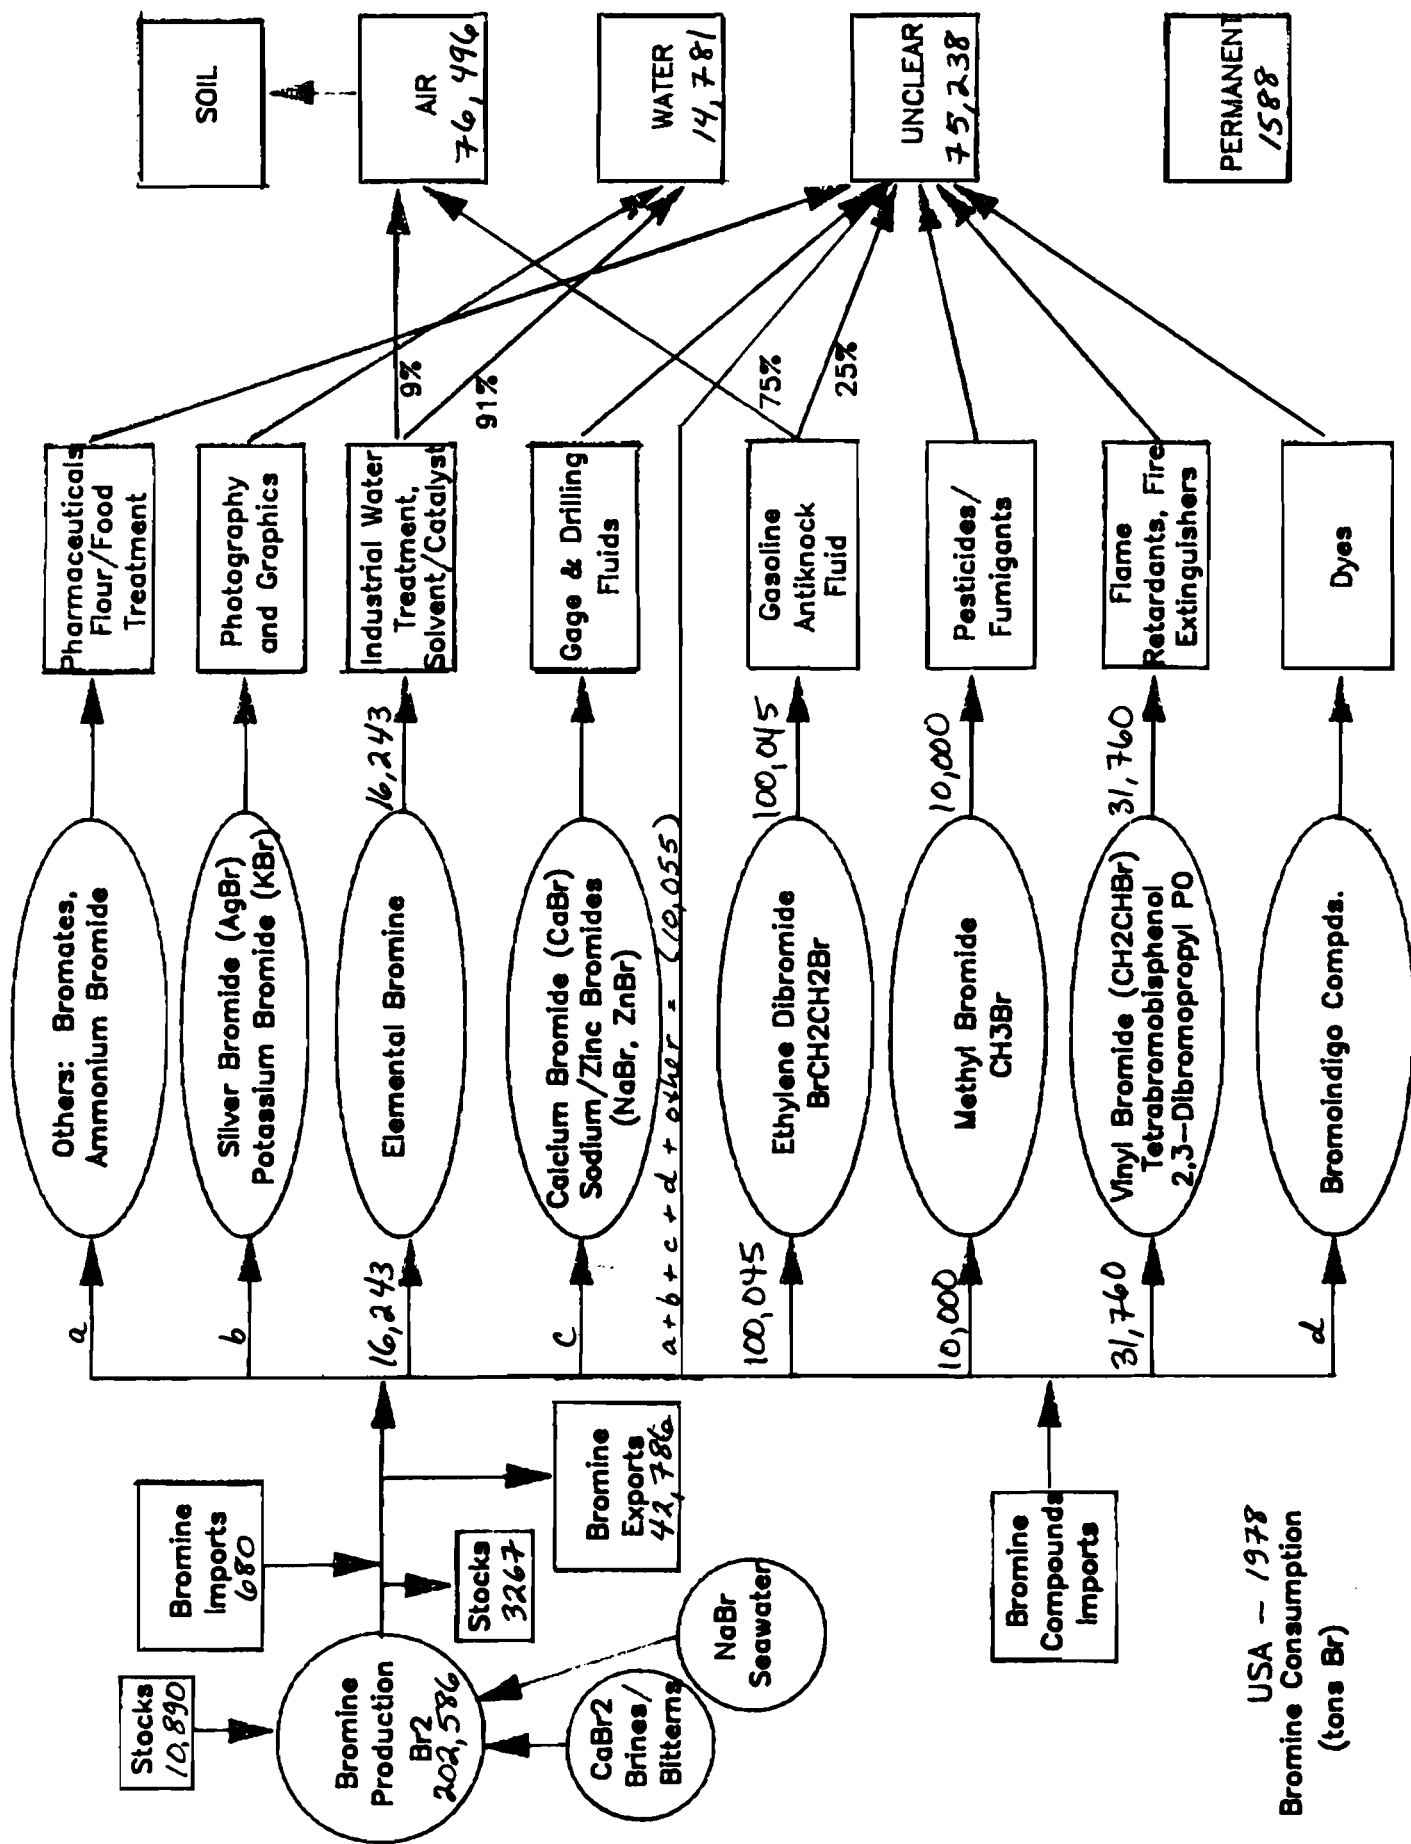 Stocks
10,890
Bromine
Imports
680
Bromine
Production
Br2
202,586
Stocks
3267
Bromine
Exports
42,786
CaBr2
Brines/
Bitterns
NaBr
Seawater
Bromine
Compounds
Imports
USA - 1978
Bromine Consumption
(tons Br)
a
Others: Bromates,
Ammonium Bromide
Pharmaceuticals
Flour/Food
Treatment
b
Silver Bromide (AgBr)
Potassium Bromide (KBr)
Photography
and Graphics
16,243
Elemental Bromine
16,243
Industrial Water
Treatment,
Solvent/Catalyst
9%
91%
c
Calcium Bromide (CaBr)
Sodium/Zinc Bromides
(NaBr, ZnBr)
Gage & Drilling
Fluids
a + b + c + d + other = (10,055)
100,045
Ethylene Dibromide
BrCH2CH2Br
100,045
Gasoline
Antiknock
Fluid
75%
25%
10,000
Methyl Bromide
CH3Br
10,000
Pesticides/
Fumigants
31,760
Vinyl Bromide (CH2CHBr)
Tetrabromobisphenol
2,3-Dibromopropyl PO
31,760
Flame
Retardants, Fire
Extinguishers
d
Bromoindigo Compds.
Dyes
SOIL
AIR
76,496
WATER
14,781
UNCLEAR
75,238
PERMANENT
1588